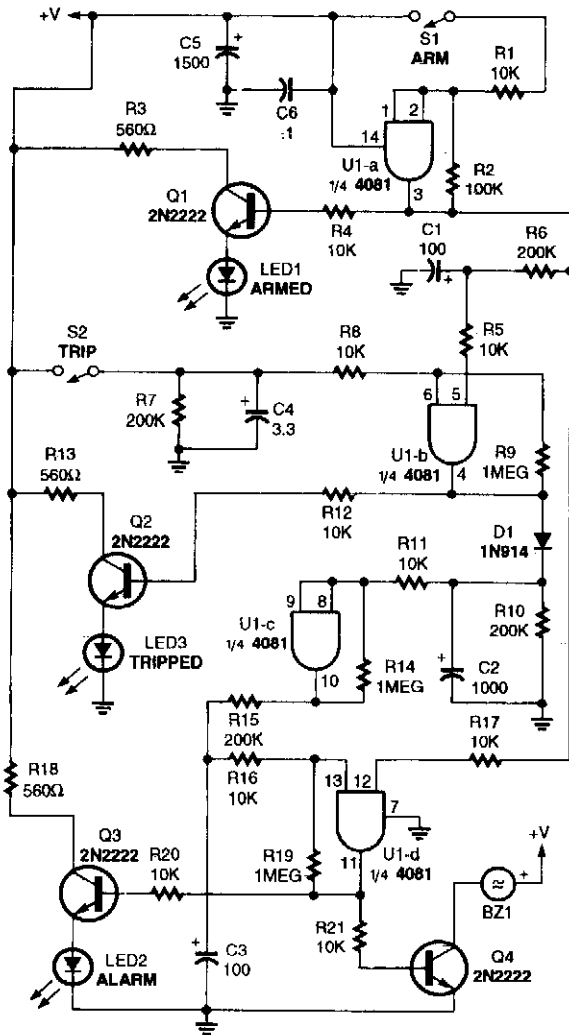 +V
S1
ARM
C5
1500
+
C6
.1
R1
10K
R3
560Ω
1
2
14
U1-a
1/4 4081
3
R2
100K
Q1
2N2222
R4
10K
C1
100
+
R6
200K
LED1
ARMED
S2
TRIP
R8
10K
R5
10K
R7
200K
+
C4
3.3
6
5
U1-b
1/4 4081
4
R9
1MEG
R13
560Ω
Q2
2N2222
R12
10K
D1
1N914
R11
10K
9
8
U1-c
1/4 4081
10
R10
200K
LED3
TRIPPED
R14
1MEG
+
C2
1000
R15
200K
R17
10K
R16
10K
13
12
7
R18
560Ω
U1-d
1/4 4081
11
Q3
2N2222
R20
10K
R19
1MEG
+V
+
BZ1
R21
10K
LED2
ALARM
+
C3
100
Q4
2N2222